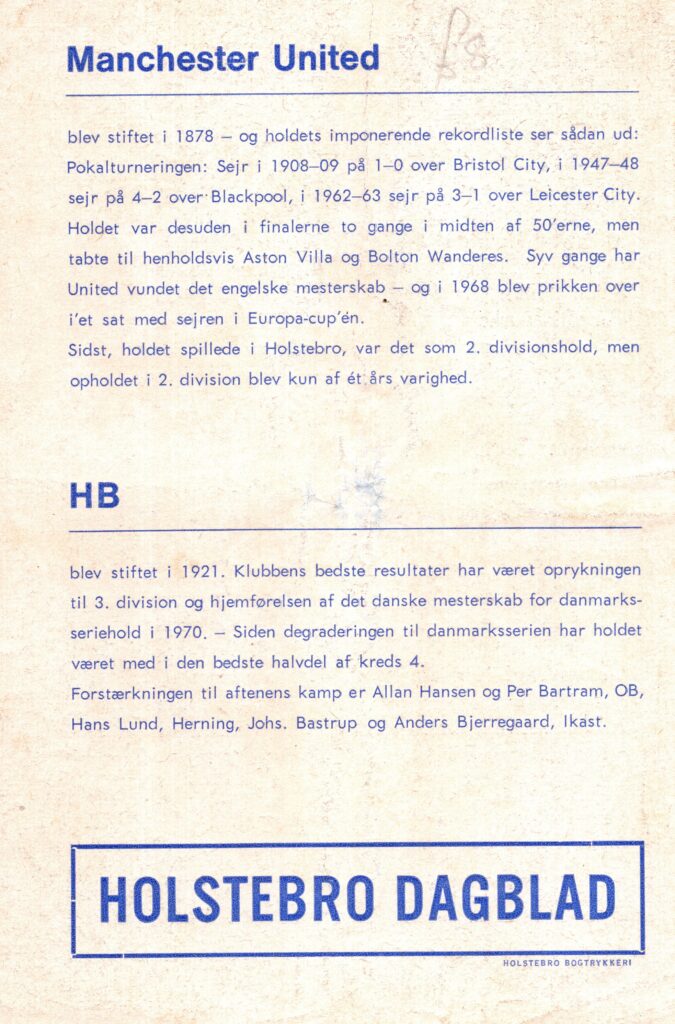 Manchester United
blev stiftet i 1878 – og holdets imponerende rekordliste ser sådan ud:
Pokalturneringen: Sejr i 1908–09 på 1–0 over Bristol City, i 1947–48
sejr på 4–2 over Blackpool, i 1962–63 sejr på 3–1 over Leicester City.
Holdet var desuden i finalerne to gange i midten af 50'erne, men
tabte til henholdsvis Aston Villa og Bolton Wanderes. Syv gange har
United vundet det engelske mesterskab – og i 1968 blev prikken over
i'et sat med sejren i Europa-cup'én.
Sidst, holdet spillede i Holstebro, var det som 2. divisionshold, men
opholdet i 2. division blev kun af ét års varighed.
HB
blev stiftet i 1921. Klubbens bedste resultater har været oprykningen
til 3. division og hjemførelsen af det danske mesterskab for danmarks-
seriehold i 1970. – Siden degraderingen til danmarksserien har holdet
været med i den bedste halvdel af kreds 4.
Forstærkningen til aftenens kamp er Allan Hansen og Per Bartram, OB,
Hans Lund, Herning, Johs. Bastrup og Anders Bjerregaard, Ikast.
HOLSTEBRO DAGBLAD
HOLSTEBRO BOGTRYKKERI